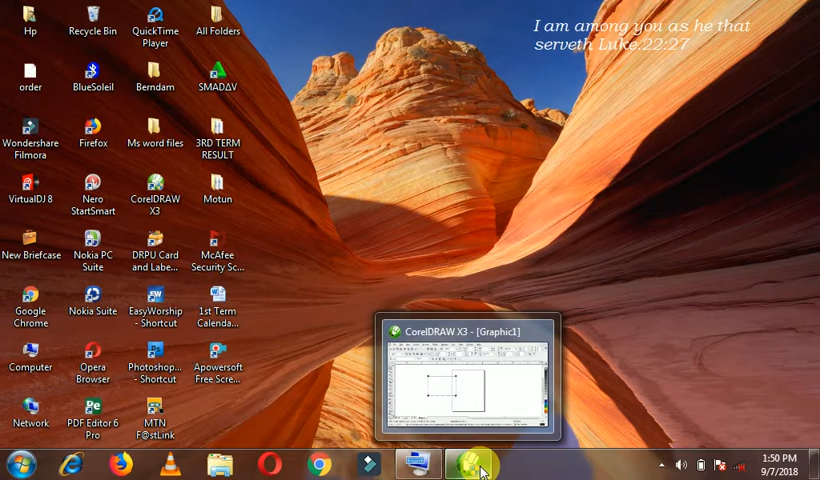 I am among you as he that
serveth Luke.22:27
Hp
Recycle Bin
QuickTime
Player
All Folders
order
BlueSoleil
Berndam
SMADΔV
Wondershare
Filmora
Firefox
Ms word files
3RD TERM
RESULT
VirtualDJ 8
Nero
StartSmart
CorelDRAW
X3
Motun
New Briefcase
Nokia PC
Suite
DRPU Card
and Labe...
McAfee
Security Sc...
Google
Chrome
Nokia Suite
EasyWorship
- Shortcut
1st Term
Calenda...
Computer
Opera
Browser
Photoshop...
- Shortcut
Apowersoft
Free Scre...
Network
PDF Editor 6
Pro
MTN
F@stLink
CorelDRAW X3 - [Graphic1]
1:50 PM
9/7/2018